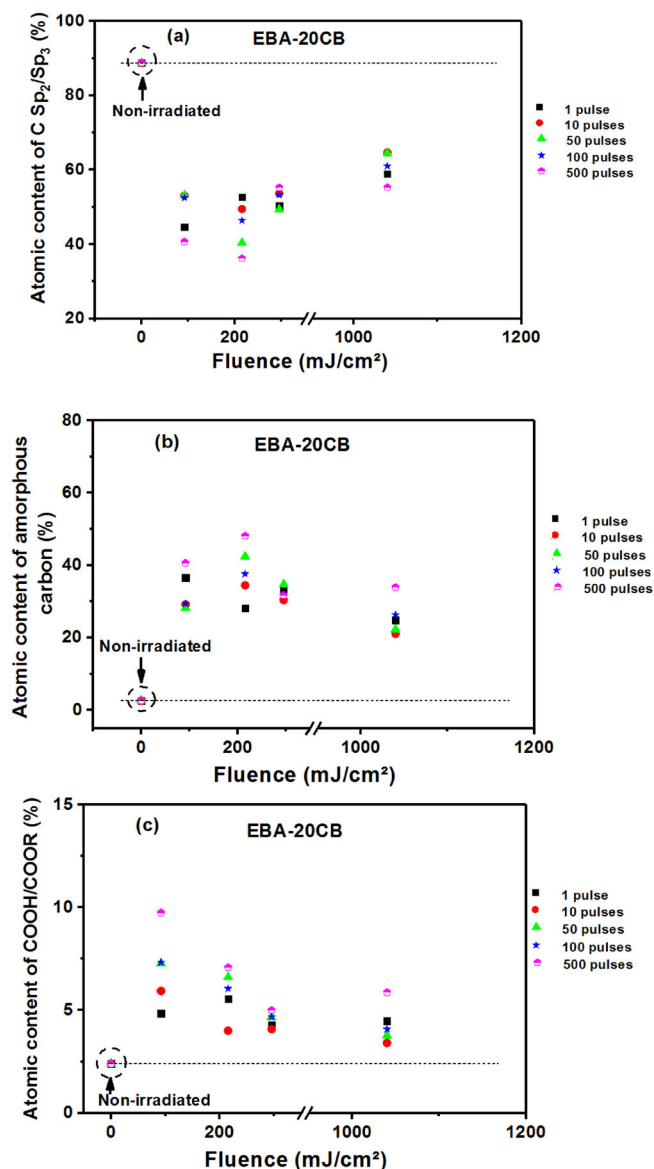 (a) EBA-20CB
Atomic content of C Sp₂/Sp₃ (%)
100
80
60
40
20
Non-irradiated
1 pulse
10 pulses
50 pulses
100 pulses
500 pulses
0 200 1000 1200
Fluence (mJ/cm²)
(b) EBA-20CB
Atomic content of amorphous
carbon (%)
80
60
40
20
0
Non-irradiated
1 pulse
10 pulses
50 pulses
100 pulses
500 pulses
0 200 1000 1200
Fluence (mJ/cm²)
(c) EBA-20CB
Atomic content of COOH/COOR (%)
15
10
5
0
Non-irradiated
1 pulse
10 pulses
50 pulses
100 pulses
500 pulses
0 200 1000 1200
Fluence (mJ/cm²)